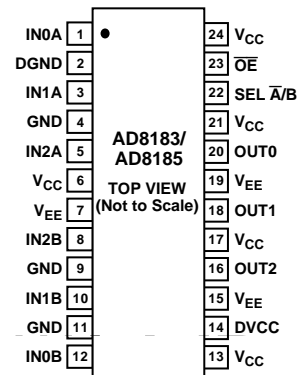 IN0A 1 24 VCC
DGND 2 23 OE
IN1A 3 22 SEL A/B
GND 4 21 VCC
IN2A 5 20 OUT0
VCC 6 19 VEE
VEE 7 18 OUT1
IN2B 8 17 VCC
GND 9 16 OUT2
IN1B 10 15 VEE
GND 11 14 DVCC
IN0B 12 13 VCC
AD8183/
AD8185
TOP VIEW
(Not to Scale)